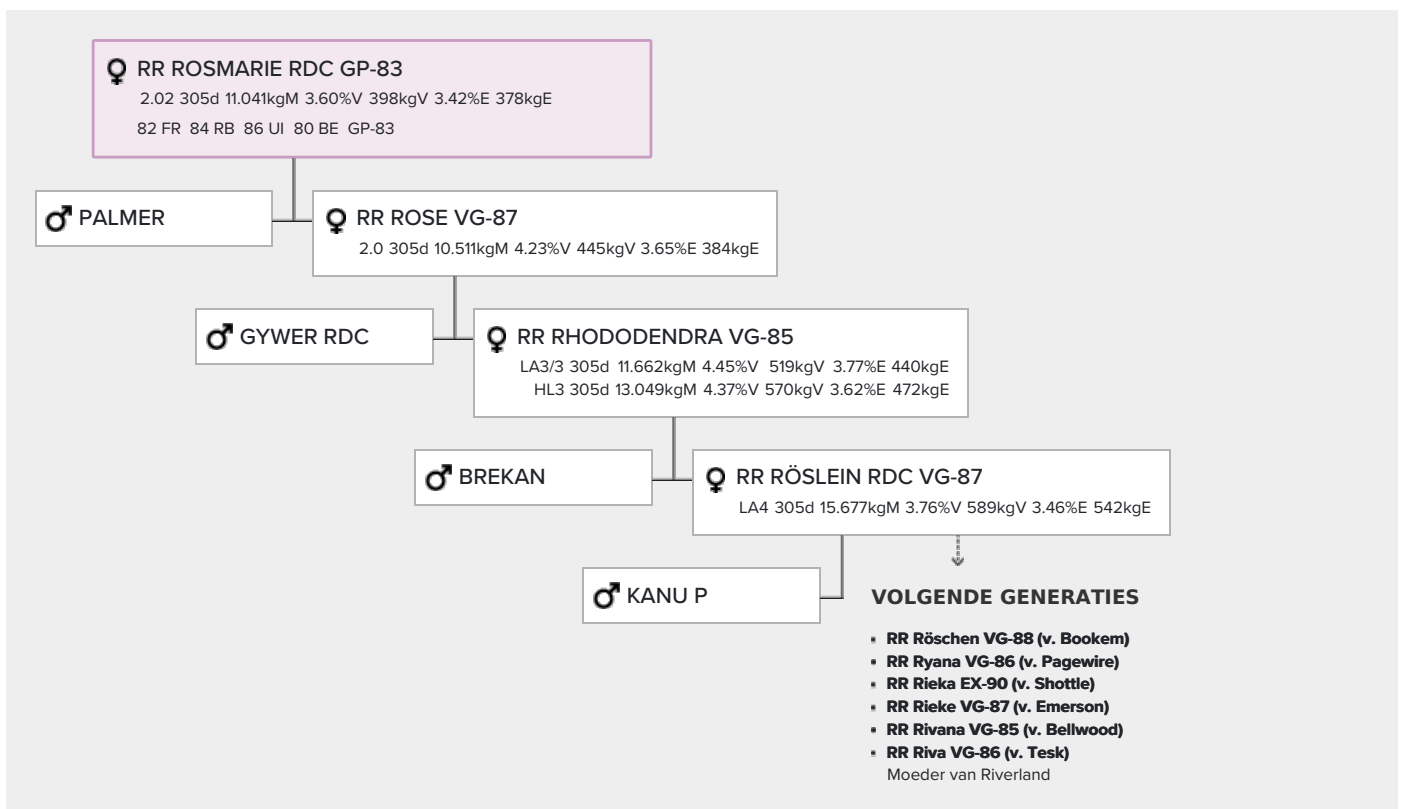 RR ROSMARIE RDC GP-83
2.02 305d 11.041kgM 3.60%V 398kgV 3.42%E 378kgE
82 FR 84 RB 86 UI 80 BE GP-83
PALMER
RR ROSE VG-87
2.0 305d 10.511kgM 4.23%V 445kgV 3.65%E 384kgE
GYWER RDC
RR RHODODENDRA VG-85
LA3/3 305d 11.662kgM 4.45%V 519kgV 3.77%E 440kgE
HL3 305d 13.049kgM 4.37%V 570kgV 3.62%E 472kgE
BREKAN
RR RÖSLEIN RDC VG-87
LA4 305d 15.677kgM 3.76%V 589kgV 3.46%E 542kgE
KANU P
VOLGENDE GENERATIES
RR Röschen VG-88 (v. Bookem)
RR Ryana VG-86 (v. Pagewire)
RR Rieka EX-90 (v. Shottle)
RR Rieke VG-87 (v. Emerson)
RR Rivana VG-85 (v. Bellwood)
RR Riva VG-86 (v. Tesk)
Moeder van Riverland